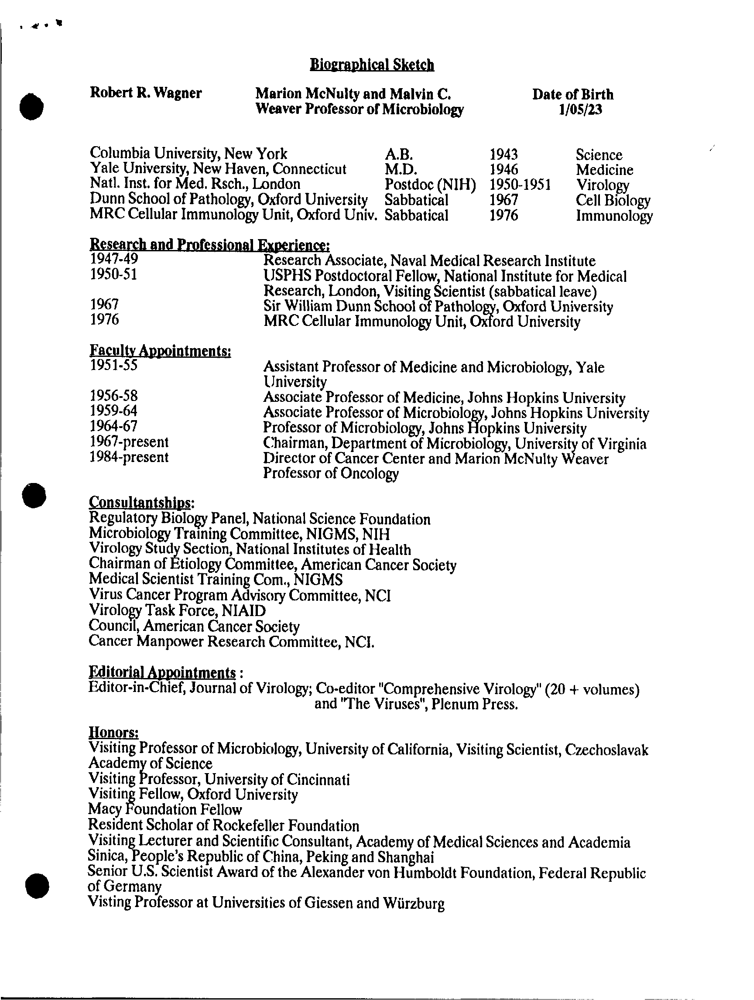 Biographical Sketch
Robert R. Wagner Marion McNulty and Malvin C. Date of Birth
Weaver Professor of Microbiology 1/05/23
Columbia University, New York A.B. 1943 Science
Yale University, New Haven, Connecticut M.D. 1946 Medicine
Natl. Inst. for Med. Rsch., London Postdoc (NIH) 1950-1951 Virology
Dunn School of Pathology, Oxford University Sabbatical 1967 Cell Biology
MRC Cellular Immunology Unit, Oxford Univ. Sabbatical 1976 Immunology
Research and Professional Experience:
1947-49 Research Associate, Naval Medical Research Institute
1950-51 USPHS Postdoctoral Fellow, National Institute for Medical
Research, London, Visiting Scientist (sabbatical leave)
1967 Sir William Dunn School of Pathology, Oxford University
1976 MRC Cellular Immunology Unit, Oxford University
Faculty Appointments:
1951-55 Assistant Professor of Medicine and Microbiology, Yale
University
1956-58 Associate Professor of Medicine, Johns Hopkins University
1959-64 Associate Professor of Microbiology, Johns Hopkins University
1964-67 Professor of Microbiology, Johns Hopkins University
1967-present Chairman, Department of Microbiology, University of Virginia
1984-present Director of Cancer Center and Marion McNulty Weaver
Professor of Oncology
Consultantships:
Regulatory Biology Panel, National Science Foundation
Microbiology Training Committee, NIGMS, NIH
Virology Study Section, National Institutes of Health
Chairman of Etiology Committee, American Cancer Society
Medical Scientist Training Com., NIGMS
Virus Cancer Program Advisory Committee, NCI
Virology Task Force, NIAID
Council, American Cancer Society
Cancer Manpower Research Committee, NCI.
Editorial Appointments :
Editor-in-Chief, Journal of Virology; Co-editor "Comprehensive Virology" (20 + volumes)
and "The Viruses", Plenum Press.
Honors:
Visiting Professor of Microbiology, University of California, Visiting Scientist, Czechoslavak
Academy of Science
Visiting Professor, University of Cincinnati
Visiting Fellow, Oxford University
Macy Foundation Fellow
Resident Scholar of Rockefeller Foundation
Visiting Lecturer and Scientific Consultant, Academy of Medical Sciences and Academia
Sinica, People's Republic of China, Peking and Shanghai
Senior U.S. Scientist Award of the Alexander von Humboldt Foundation, Federal Republic
of Germany
Visting Professor at Universities of Giessen and Würzburg